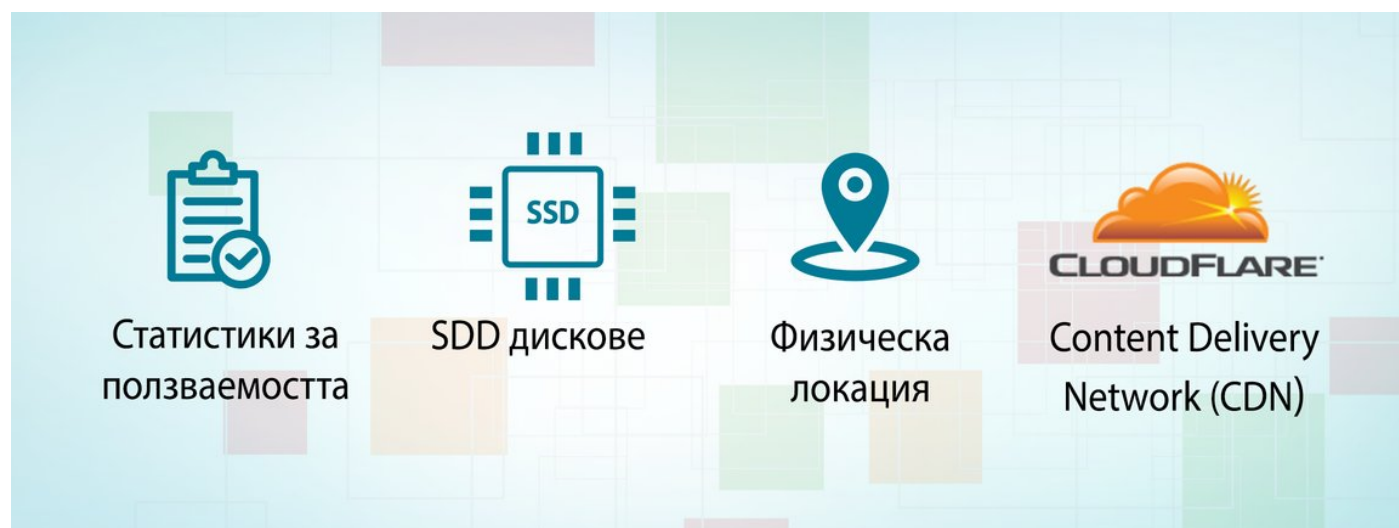 SSD
CLOUDFLARE
Статистики за
ползваемостта
SDD дискове
Физическа
локация
Content Delivery
Network (CDN)